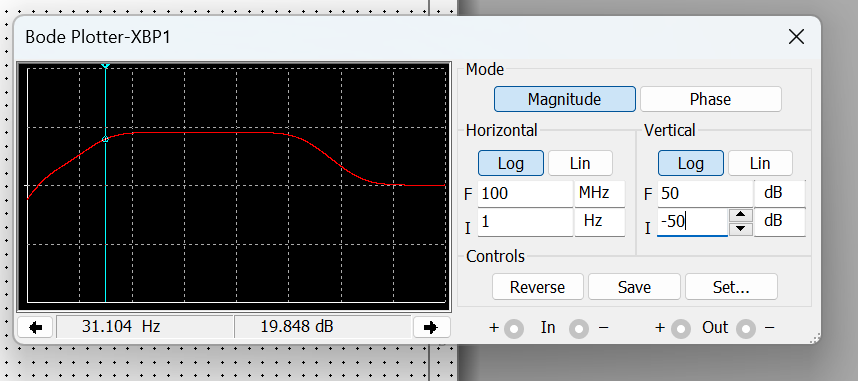 Bode Plotter-XBP1
Mode
Magnitude Phase
Horizontal Vertical
Log Lin Log Lin
F 100 MHz F 50 dB
I 1 Hz I -50 dB
Controls
Reverse Save Set...
31.104 Hz 19.848 dB + In − + Out −